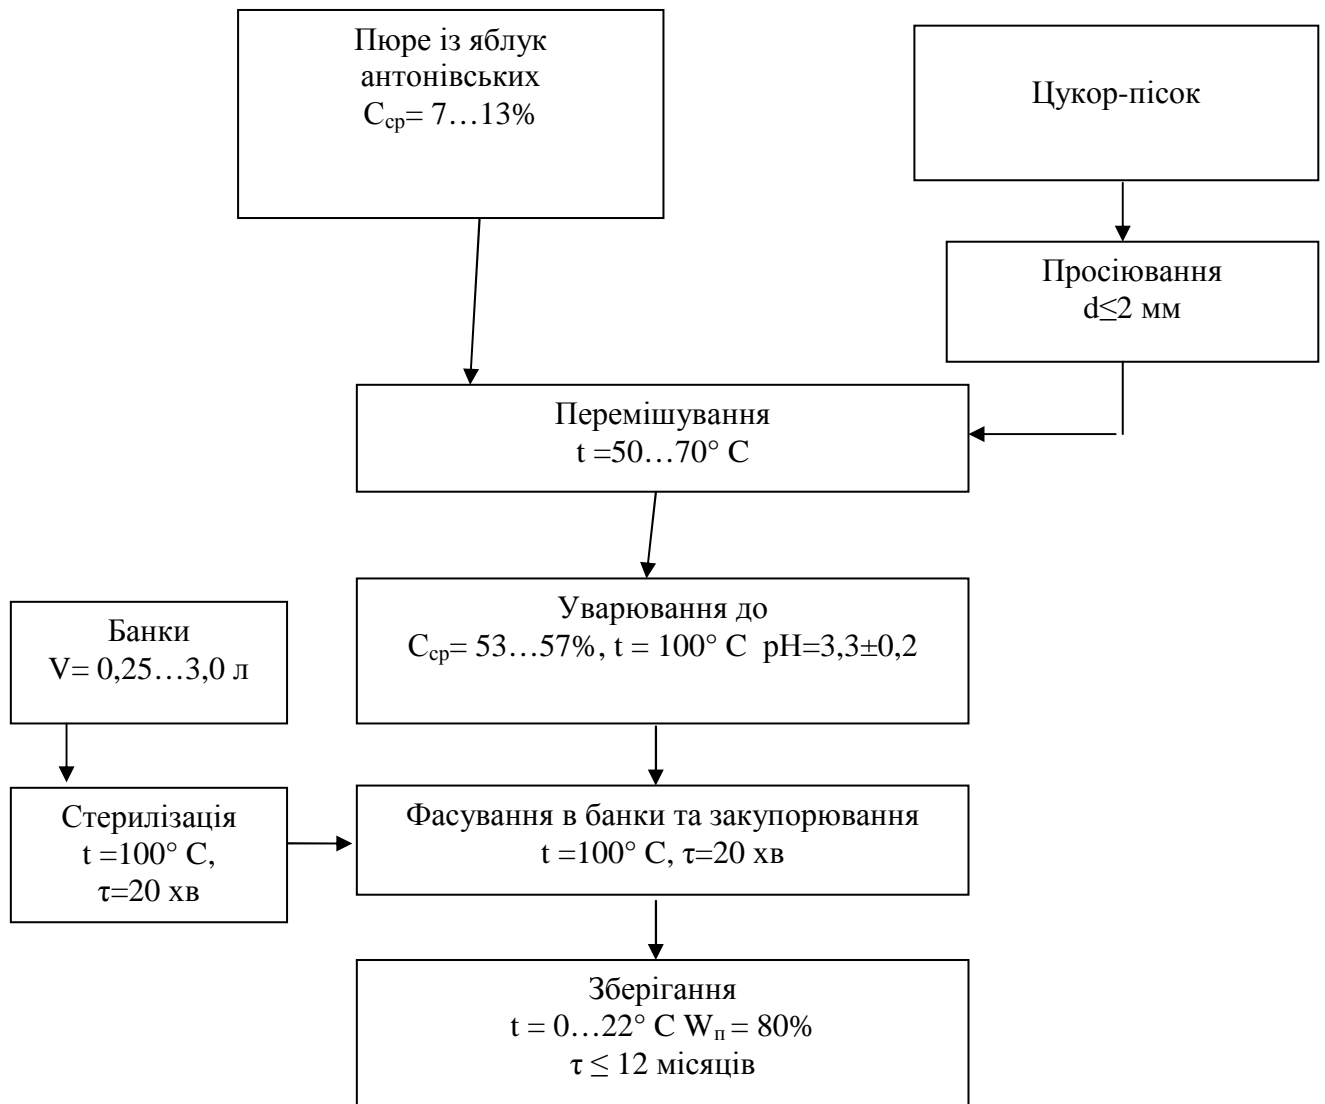 Пюре із яблук
антонівських
Cср= 7…13%
Цукор-пісок
Просіювання
d≤2 мм
Перемішування
t =50…70° C
Уварювання до
Cср= 53…57%, t = 100° C pH=3,3±0,2
Банки
V= 0,25…3,0 л
Стерилізація
t =100° C,
τ=20 хв
Фасування в банки та закупорювання
t =100° C, τ=20 хв
Зберігання
t = 0…22° C Wп = 80%
τ ≤ 12 місяців